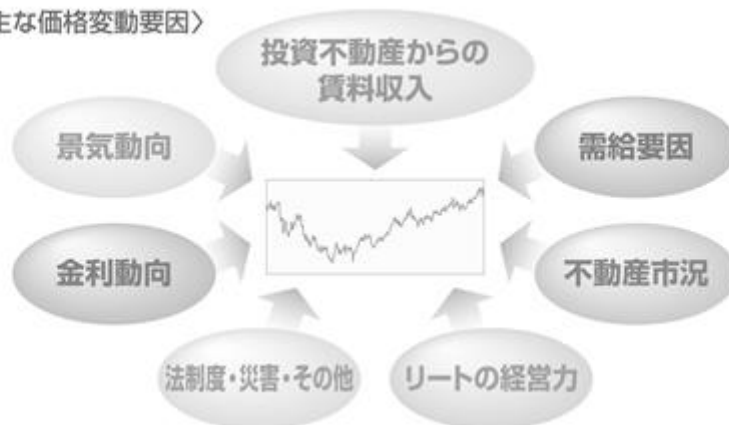 主な価格変動要因〉
投資不動産からの
賃料収入
景気動向
需給要因
金利動向
不動産市況
法制度・災害・その他
リートの経営力